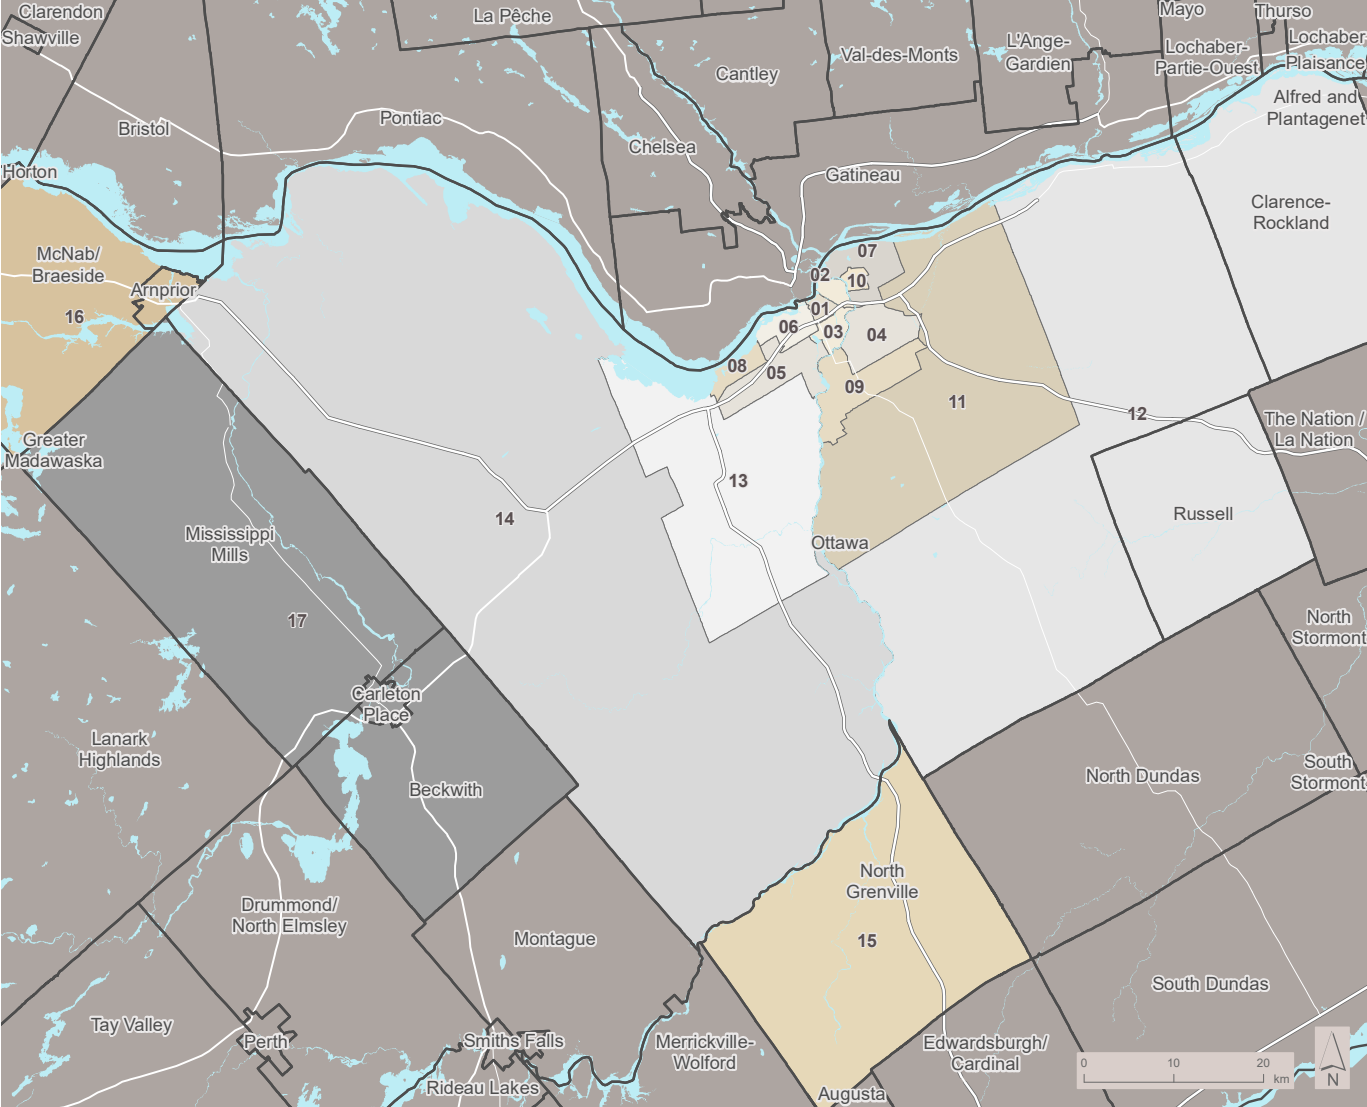 Clarendon
Shawville
La Pêche
Mayo
Thurso
L'Ange-
Gardien
Lochaber-
Partie-Ouest
Lochaber
Plaisance
Val-des-Monts
Cantley
Alfred and
Plantagenet
Bristol
Pontiac
Chelsea
Gatineau
Horton
Clarence-
Rockland
McNab/
Braeside
Arnprior
16
07
02
10
01
06
03
04
08
05
09
11
12
The Nation /
La Nation
Greater
Madawaska
13
14
Russell
Mississippi
Mills
Ottawa
17
North
Stormont
Carleton
Place
Lanark
Highlands
Beckwith
North Dundas
South
Stormont
North
Grenville
15
Drummond/
North Elmsley
Montague
South Dundas
Tay Valley
Perth
Smiths Falls
Merrickville-
Wolford
Edwardsburgh/
Cardinal
Rideau Lakes
Augusta
0 10 20
km
N